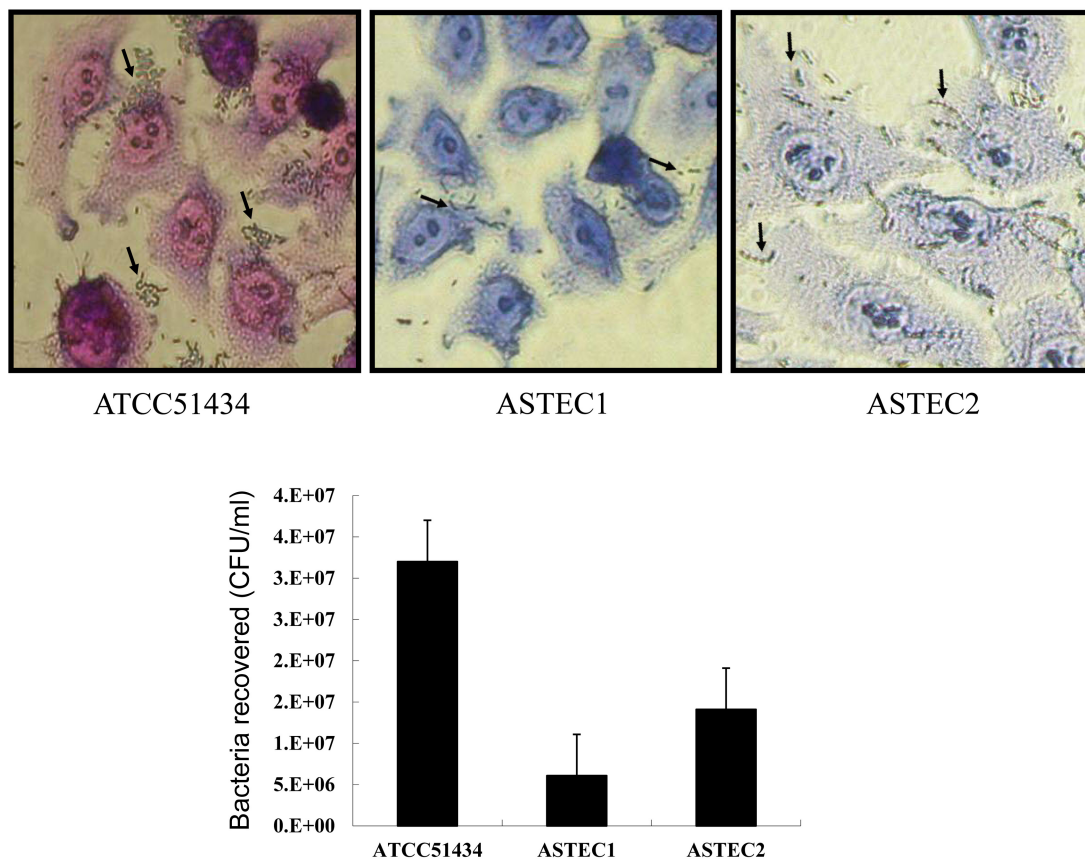 ATCC51434 ASTEC1 ASTEC2
Bacteria recovered (CFU/ml)
4.E+07
4.E+07
3.E+07
3.E+07
2.E+07
2.E+07
1.E+07
5.E+06
0.E+00
ATCC51434 ASTEC1 ASTEC2